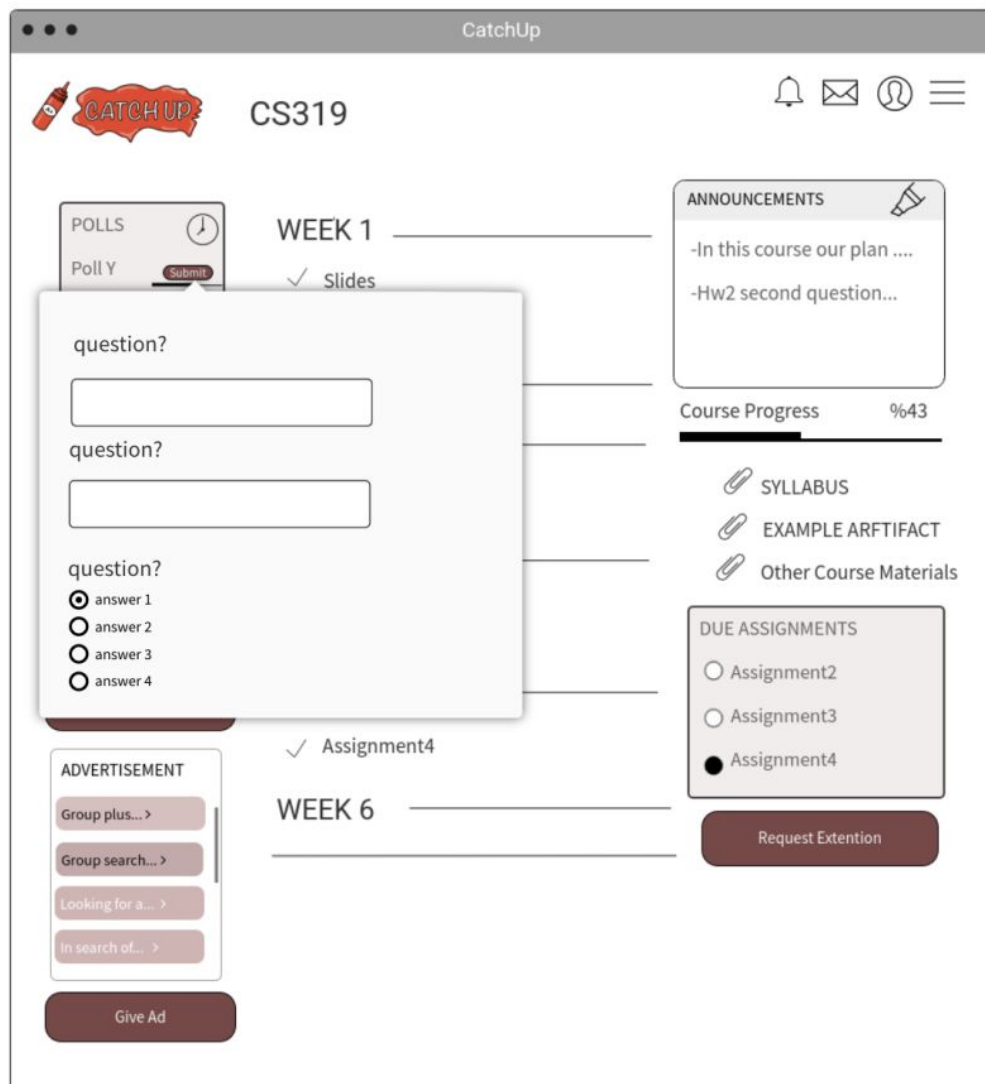 CatchUp
CATCH UP
CS319
POLLS
Poll Y
Submit
question?
question?
question?
answer 1
answer 2
answer 3
answer 4
ADVERTISEMENT
Group plus... >
Group search... >
Looking for a... >
In search of... >
Give Ad
WEEK 1
Slides
Assignment4
WEEK 6
ANNOUNCEMENTS
-In this course our plan ....
-Hw2 second question...
Course Progress %43
SYLLABUS
EXAMPLE ARFTIFACT
Other Course Materials
DUE ASSIGNMENTS
Assignment2
Assignment3
Assignment4
Request Extention